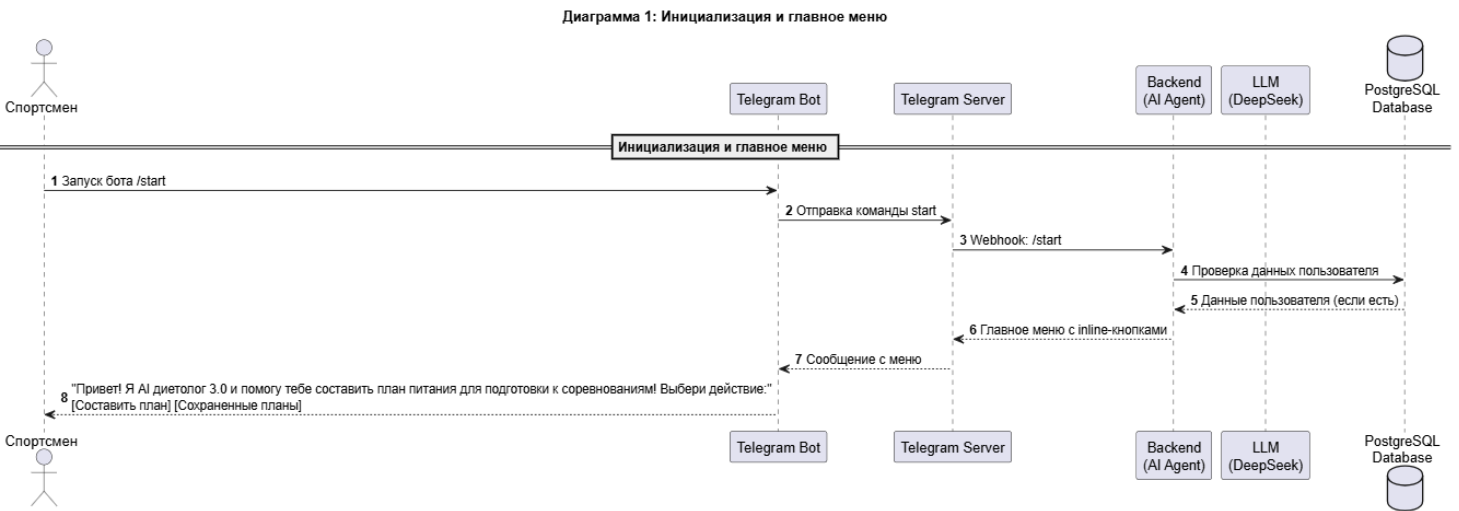 Диаграмма 1: Инициализация и главное меню
Спортсмен
Telegram Bot
Telegram Server
Backend
(AI Agent)
LLM
(DeepSeek)
PostgreSQL
Database
Инициализация и главное меню
1 Запуск бота /start
2 Отправка команды start
3 Webhook: /start
4 Проверка данных пользователя
5 Данные пользователя (если есть)
6 Главное меню с inline-кнопками
7 Сообщение с меню
8 "Привет! Я AI диетолог 3.0 и помогу тебе составить план питания для подготовки к соревнованиям! Выбери действие:"
[Составить план] [Сохраненные планы]
Спортсмен
Telegram Bot
Telegram Server
Backend
(AI Agent)
LLM
(DeepSeek)
PostgreSQL
Database